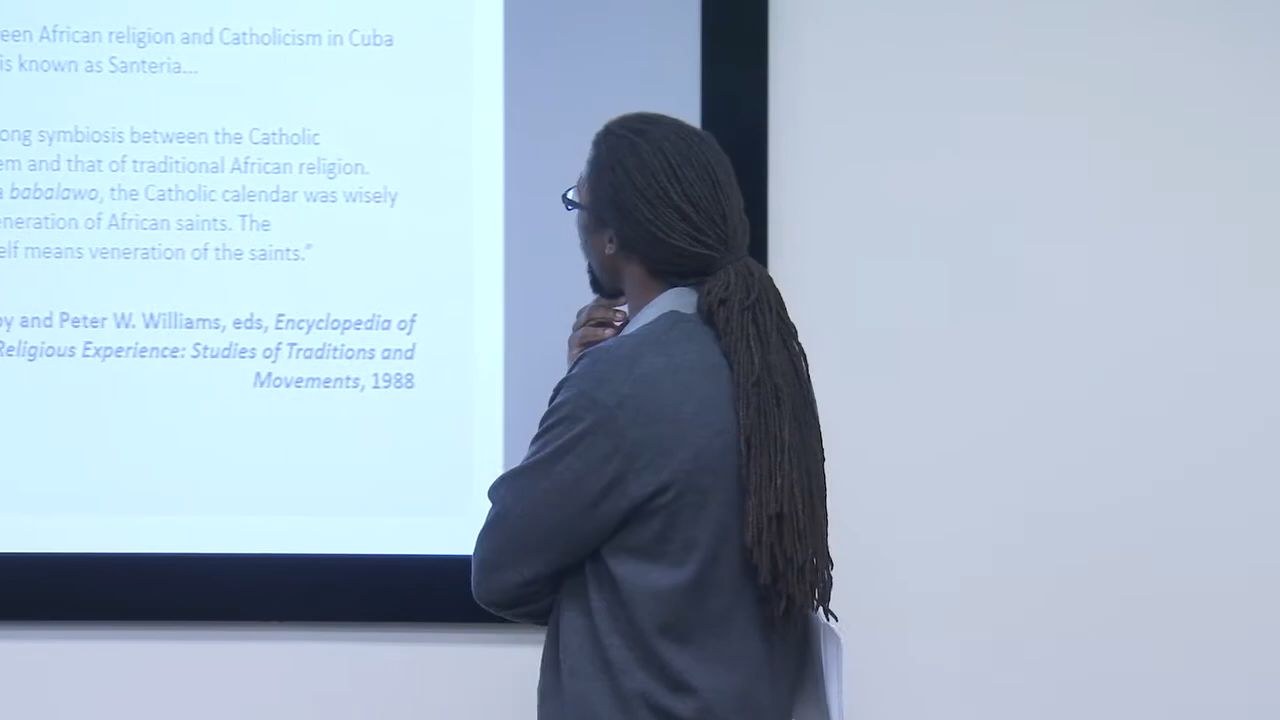 een African religion and Catholicism in Cuba
is known as Santeria...
ong symbiosis between the Catholic
em and that of traditional African religion.
a babalawo, the Catholic calendar was wisely
eneration of African saints. The
elf means veneration of the saints."
by and Peter W. Williams, eds, Encyclopedia of
Religious Experience: Studies of Traditions and
Movements, 1988